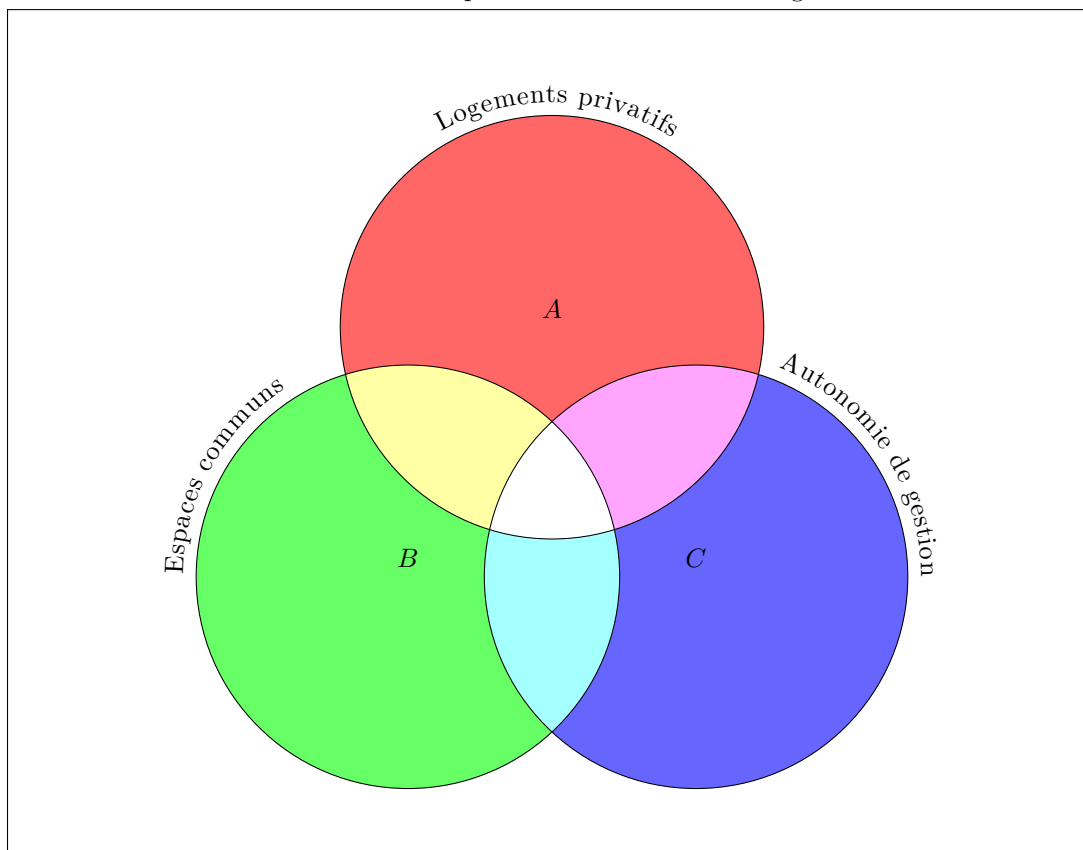 Logements privatifs
A
Espaces communs
Autonomie de gestion
B
C